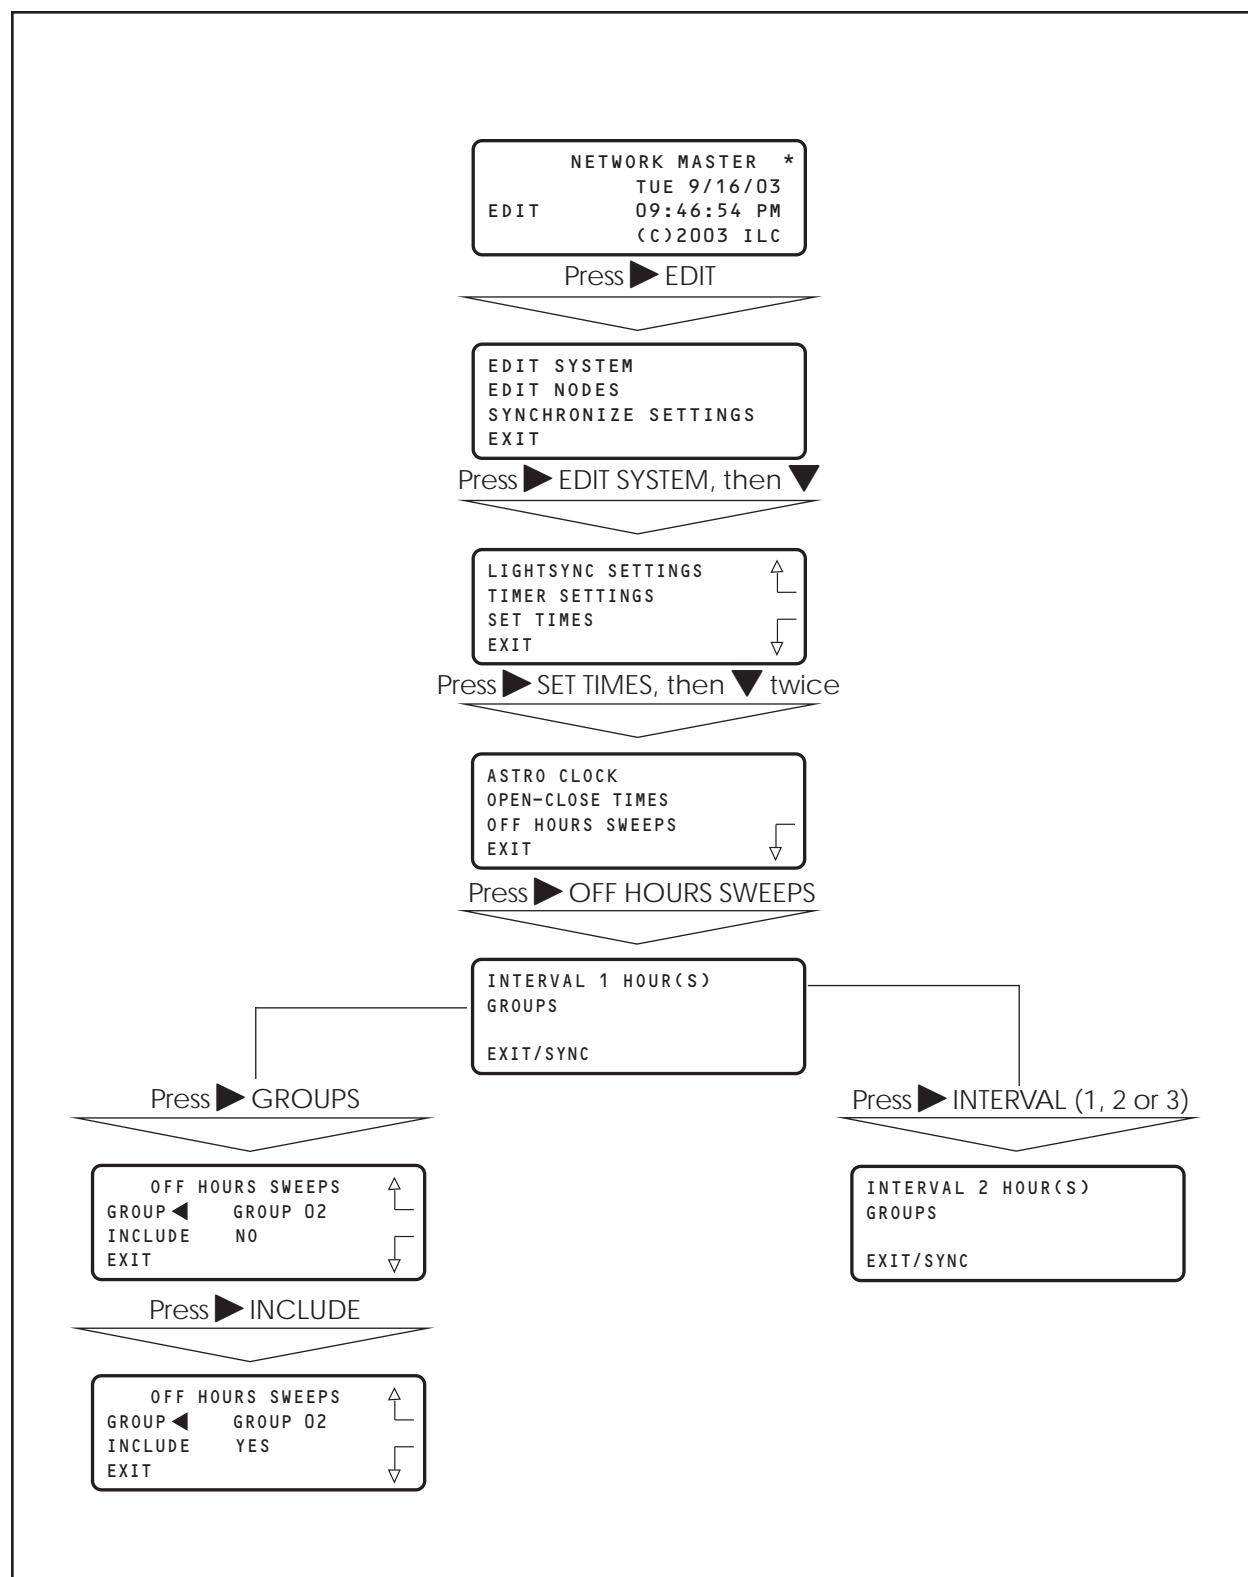 NETWORK MASTER *
TUE 9/16/03
EDIT 09:46:54 PM
(C)2003 ILC
Press ▶ EDIT
EDIT SYSTEM
EDIT NODES
SYNCHRONIZE SETTINGS
EXIT
Press ▶ EDIT SYSTEM, then ▼
LIGHTSYNC SETTINGS
TIMER SETTINGS
SET TIMES
EXIT
Press ▶ SET TIMES, then ▼ twice
ASTRO CLOCK
OPEN-CLOSE TIMES
OFF HOURS SWEEPS
EXIT
Press ▶ OFF HOURS SWEEPS
INTERVAL 1 HOUR(S)
GROUPS
EXIT/SYNC
Press ▶ GROUPS
OFF HOURS SWEEPS
GROUP ◀ GROUP 02
INCLUDE NO
EXIT
Press ▶ INCLUDE
OFF HOURS SWEEPS
GROUP ◀ GROUP 02
INCLUDE YES
EXIT
Press ▶ INTERVAL (1, 2 or 3)
INTERVAL 2 HOUR(S)
GROUPS
EXIT/SYNC